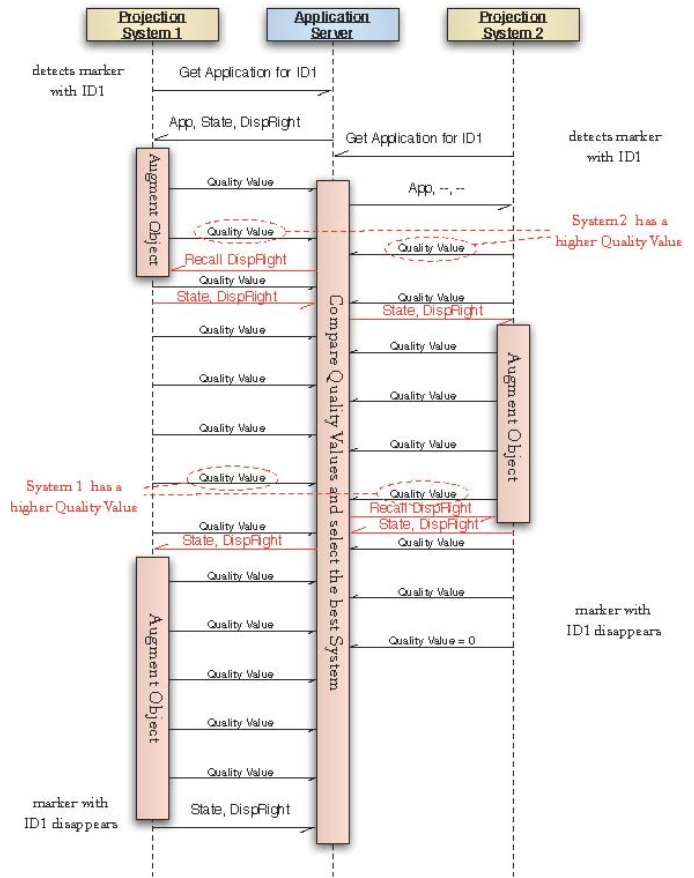 Projection
System 1
Application
Server
Projection
System 2
detects marker
with ID1
Get Application for ID1
App, State, DispRight
Get Application for ID1
detects marker
with ID1
Augment Object
Quality Value
App, --, --
Quality Value
System 2 has a
higher Quality Value
Quality Value
Recall DispRight
Quality Value
Quality Value
State, DispRight
State, DispRight
Compare Quality Values and select the best System
Quality Value
Quality Value
Augment Object
Quality Value
Quality Value
Quality Value
Quality Value
System 1 has a
higher Quality Value
Quality Value
Quality Value
Recall DispRight
Quality Value
State, DispRight
State, DispRight
Quality Value
Augment Object
Quality Value
Quality Value
marker with
ID1 disappears
Quality Value
Quality Value = 0
Quality Value
Quality Value
Quality Value
marker with
ID1 disappears
State, DispRight